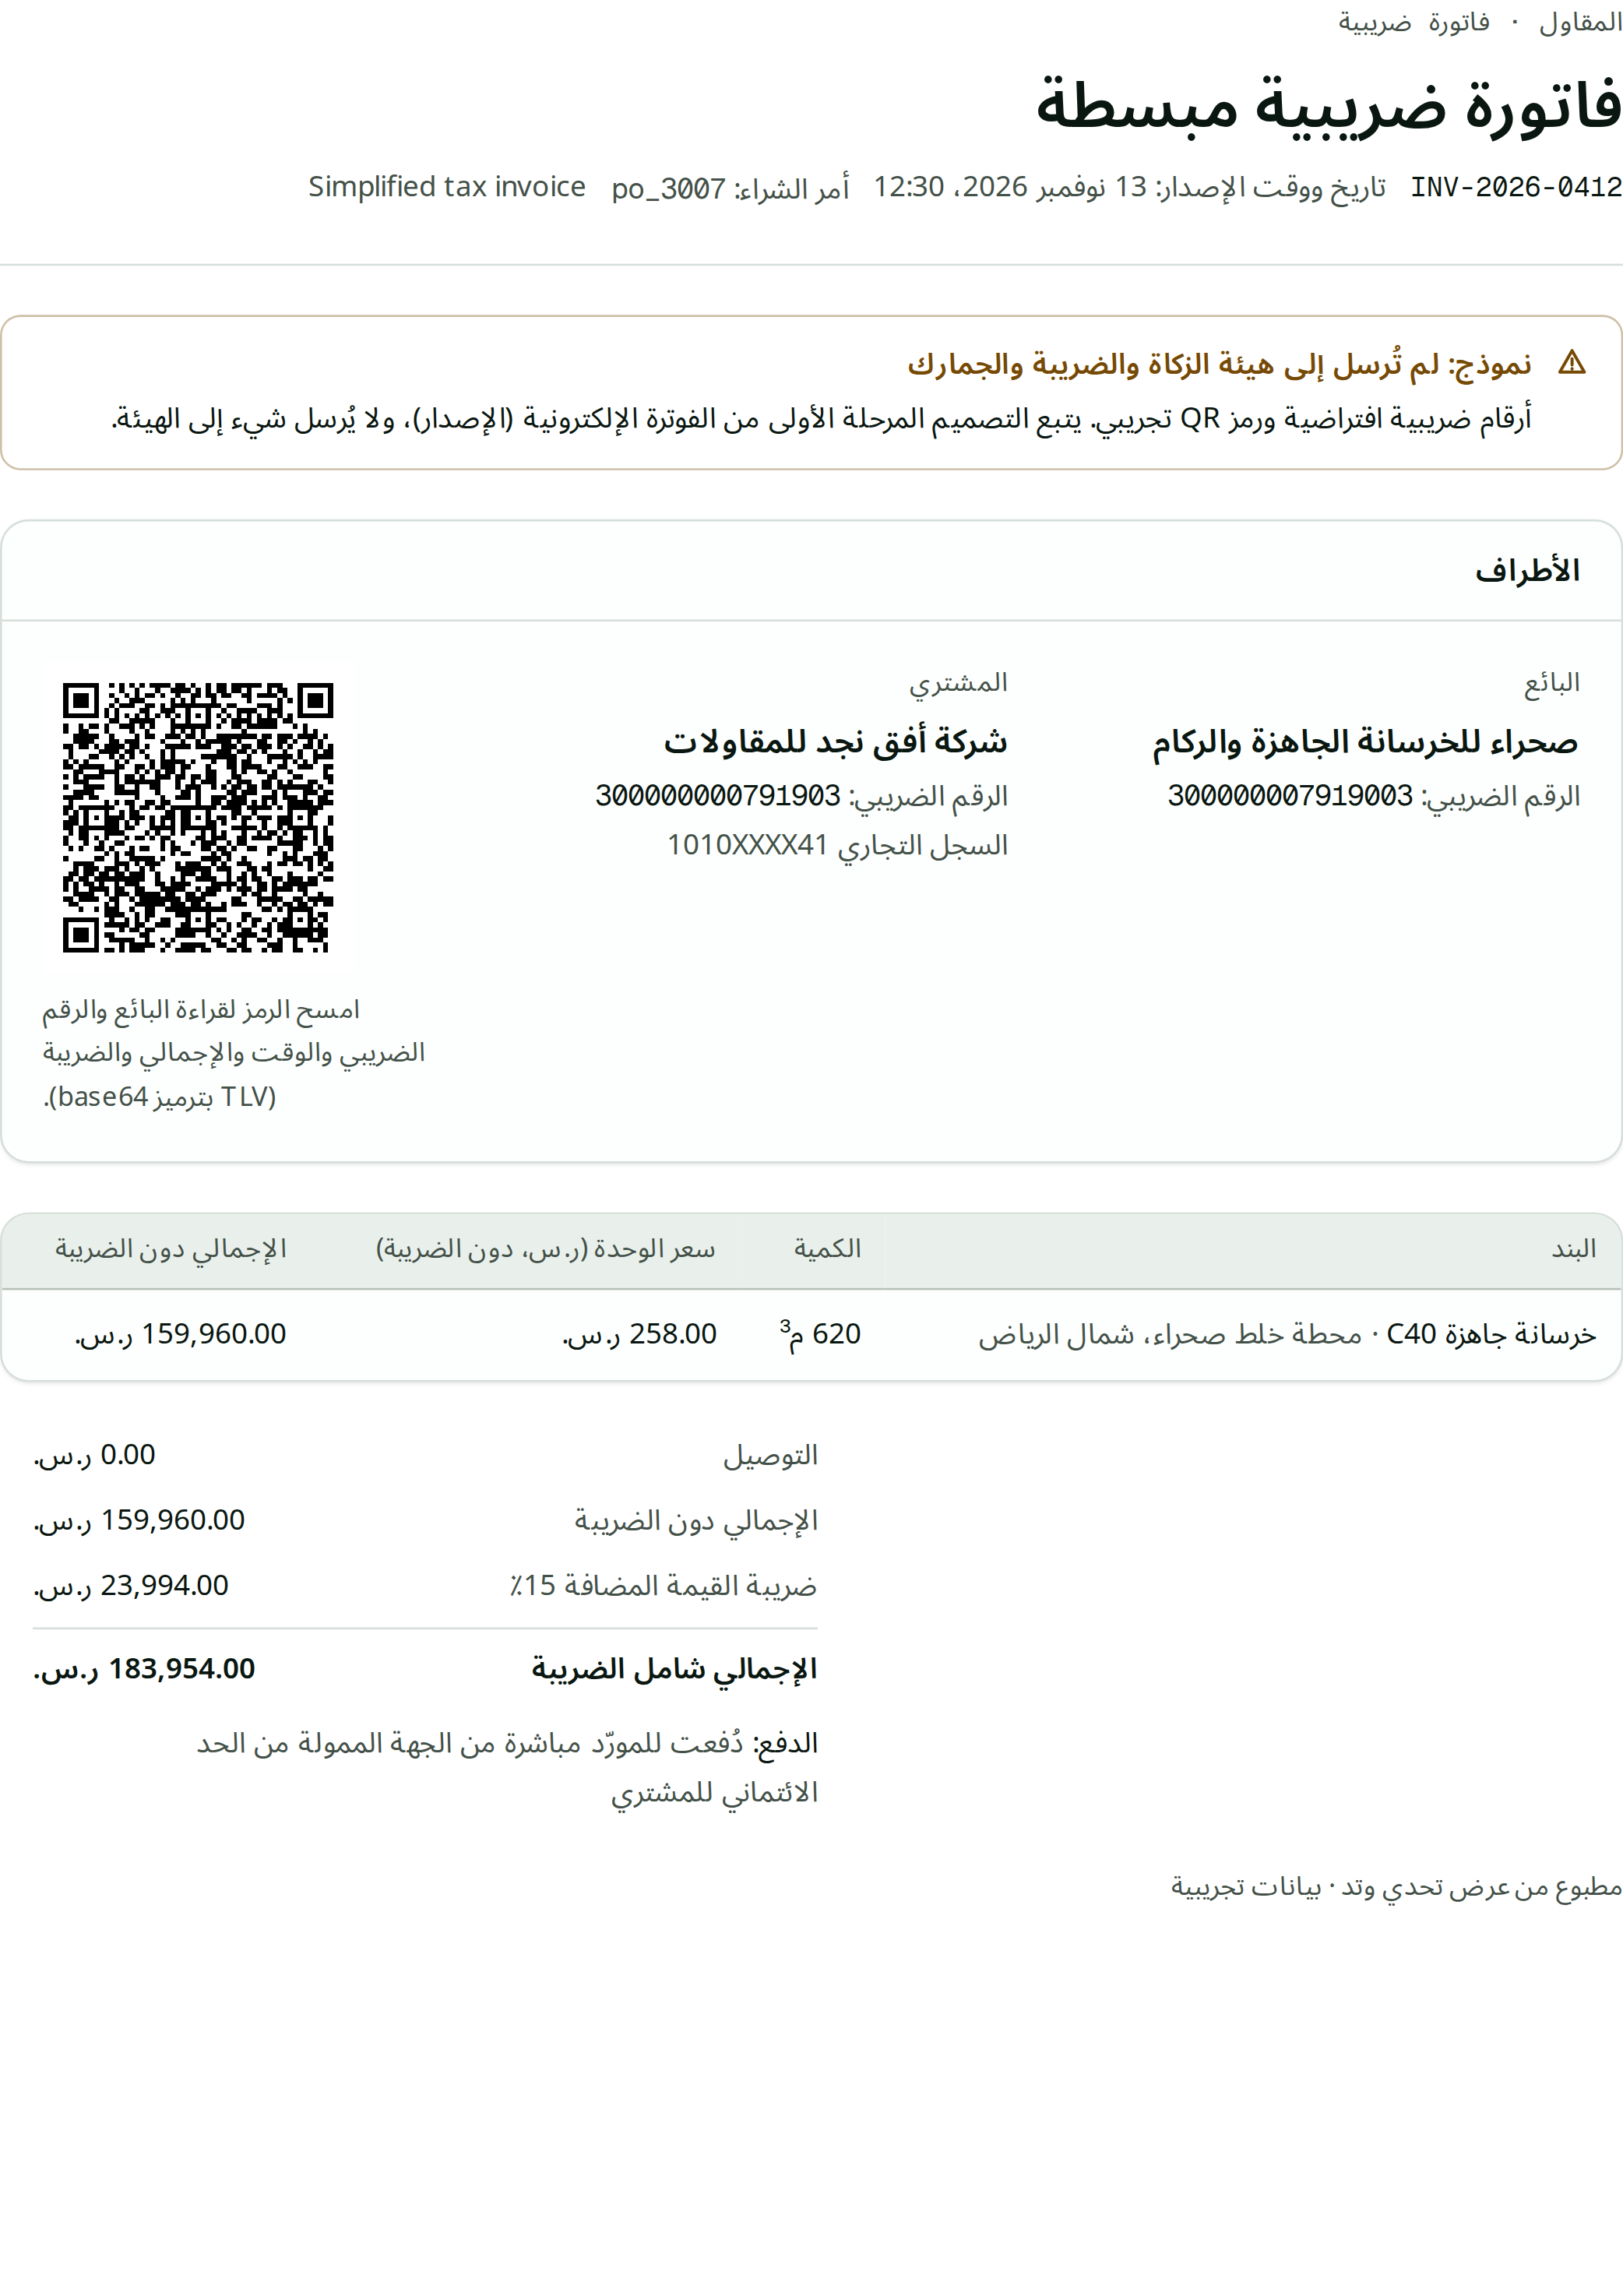 المقاول · فاتورة ضريبية
فاتورة ضريبية مبسطة
INV-2026-0412 تاريخ ووقت الإصدار: 13 نوفمبر 2026، 12:30 أمر الشراء: po_3007 Simplified tax invoice
نموذج: لم تُرسل إلى هيئة الزكاة والضريبة والجمارك
أرقام ضريبية افتراضية ورمز QR تجريبي. يتبع التصميم المرحلة الأولى من الفوترة الإلكترونية (الإصدار)، ولا يُرسل شيء إلى الهيئة.
الأطراف
البائع
صحراء للخرسانة الجاهزة والركام
الرقم الضريبي: 300000007919003
المشتري
شركة أفق نجد للمقاولات
الرقم الضريبي: 300000000791903
السجل التجاري 1010XXXX41
امسح الرمز لقراءة البائع والرقم
الضريبي والوقت والإجمالي والضريبة
(TLV بترميز base64).
البند الكمية سعر الوحدة (ر.س، دون الضريبة) الإجمالي دون الضريبة
خرسانة جاهزة C40 · محطة خلط صحراء، شمال الرياض 620 م³ 258.00 ر.س. 159,960.00 ر.س.
التوصيل 0.00 ر.س.
الإجمالي دون الضريبة 159,960.00 ر.س.
ضريبة القيمة المضافة 15٪ 23,994.00 ر.س.
الإجمالي شامل الضريبة 183,954.00 ر.س.
الدفع: دُفعت للمورّد مباشرة من الجهة الممولة من الحد
الائتماني للمشتري
مطبوع من عرض تحدي وتد · بيانات تجريبية